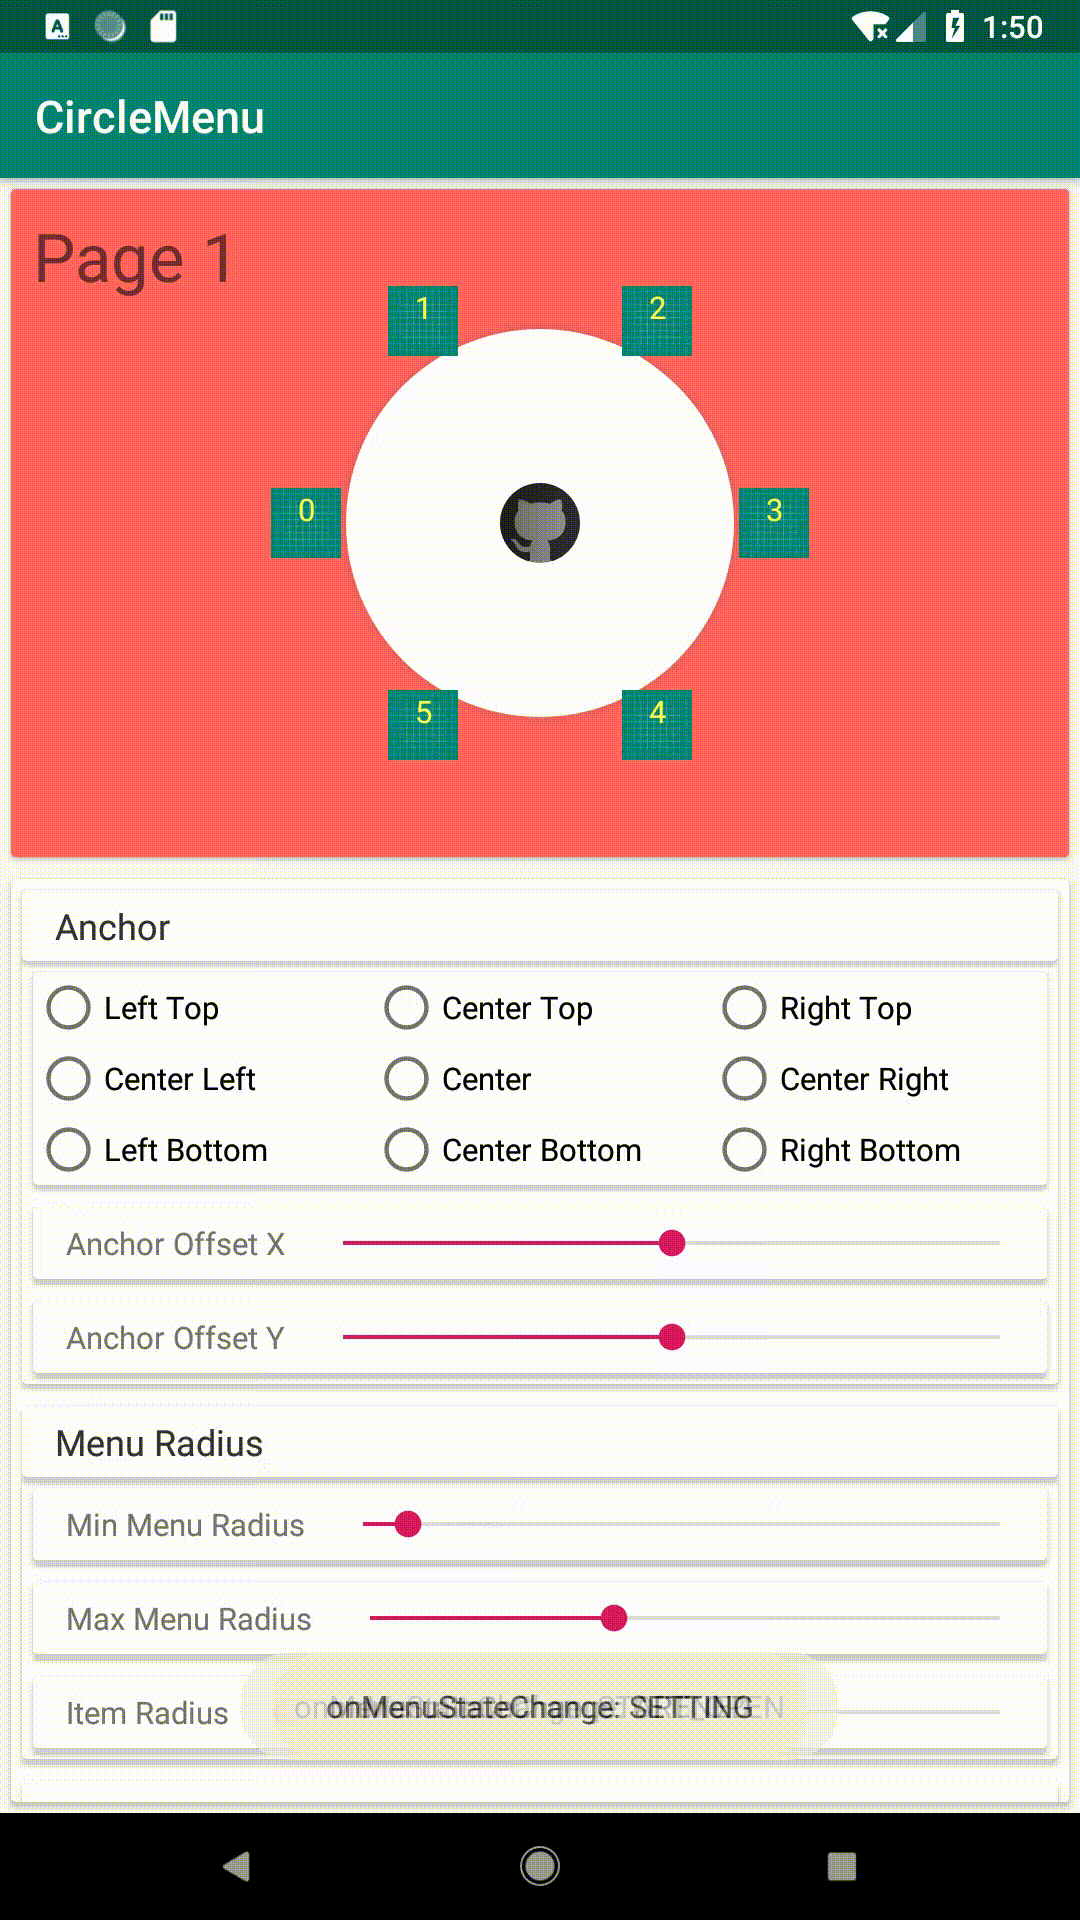 1:50
CircleMenu
Page 1
1 2
0 3
5 4
Anchor
Left Top Center Top Right Top
Center Left Center Center Right
Left Bottom Center Bottom Right Bottom
Anchor Offset X
Anchor Offset Y
Menu Radius
Min Menu Radius
Max Menu Radius
Item Radius
onMenuStateChange: SETTING